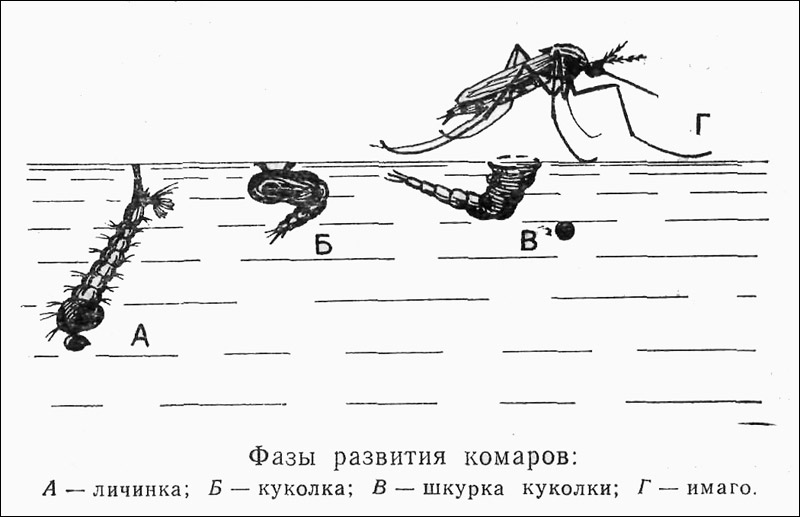 Г
Б
В
А
Фазы развития комаров:
А — личинка; Б — куколка; В — шкурка куколки; Г — имаго.